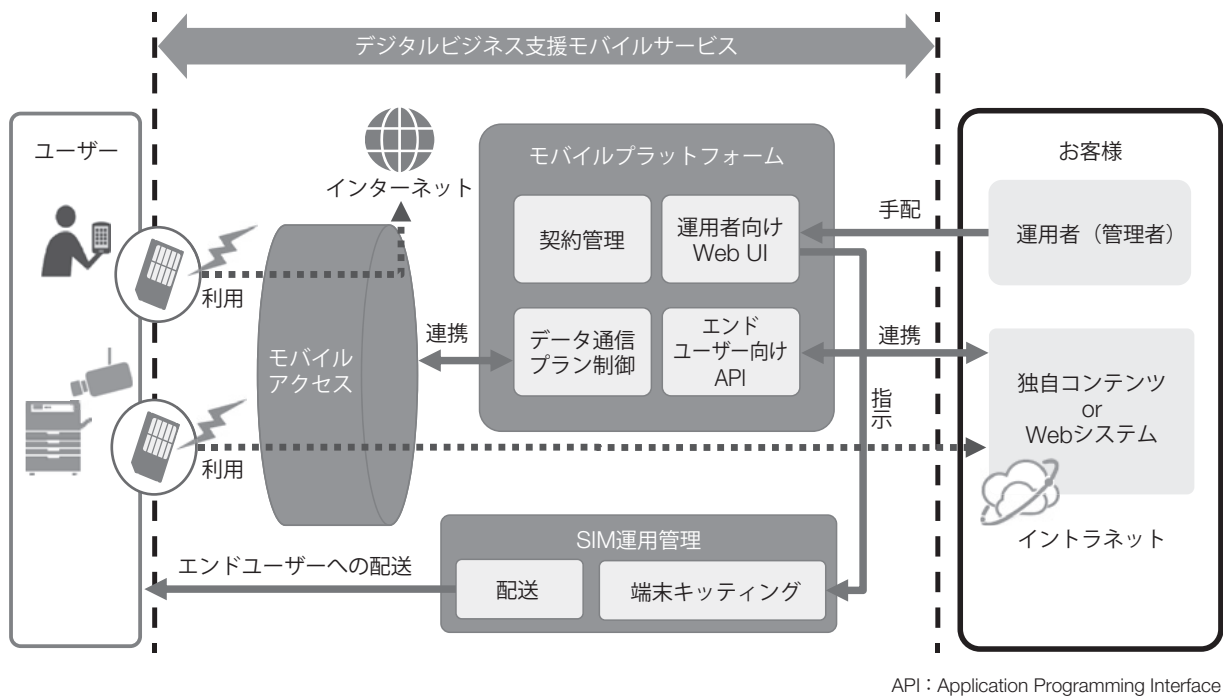 デジタルビジネス支援モバイルサービス
ユーザー
インターネット
モバイルプラットフォーム
お客様
契約管理
運用者向け
Web UI
手配
運用者（管理者）
利用
モバイル
アクセス
連携
データ通信
プラン制御
エンド
ユーザー向け
API
連携
指示
独自コンテンツ
or
Webシステム
利用
イントラネット
SIM運用管理
エンドユーザーへの配送
配送
端末キッティング
API：Application Programming Interface